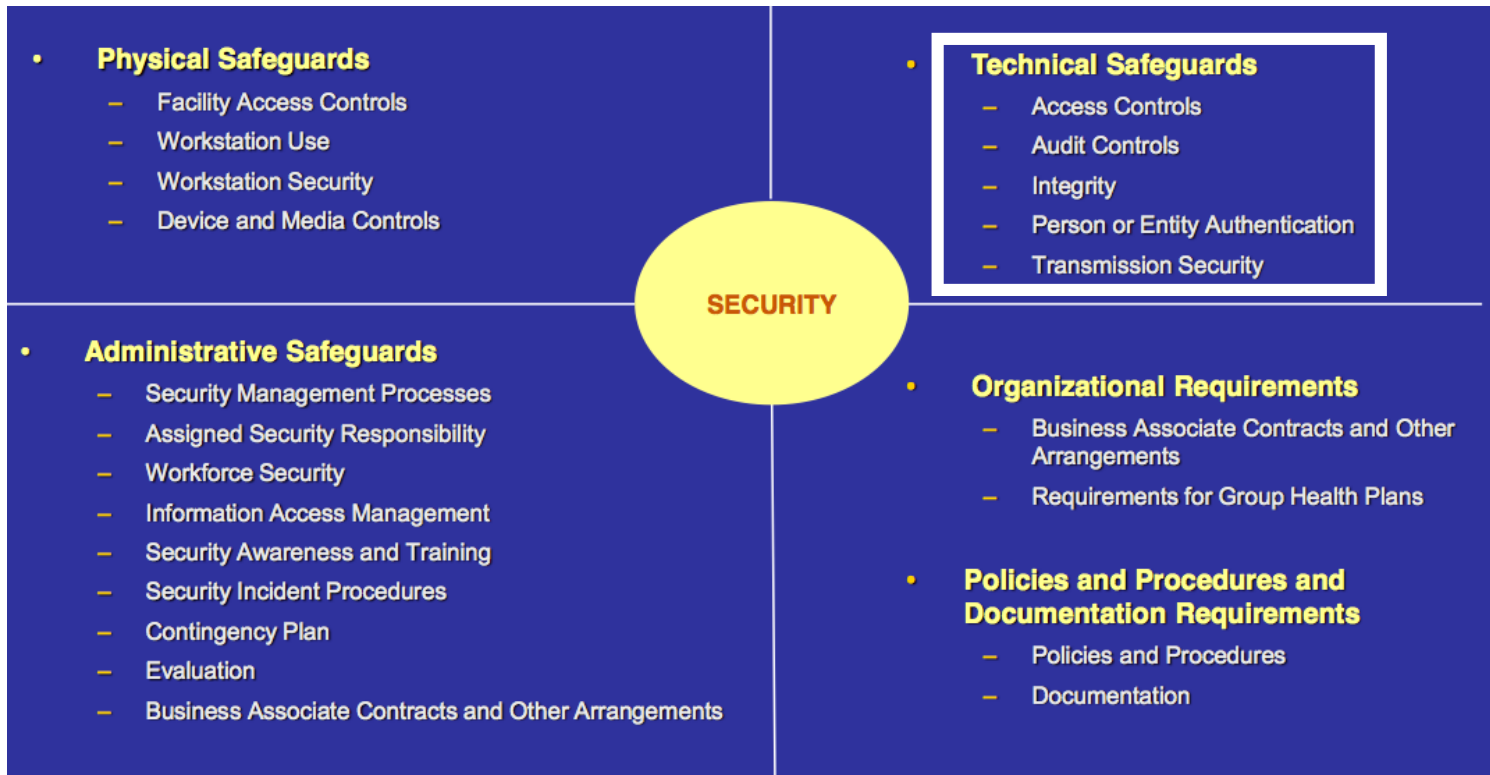 • Physical Safeguards
– Facility Access Controls
– Workstation Use
– Workstation Security
– Device and Media Controls
• Technical Safeguards
– Access Controls
– Audit Controls
– Integrity
– Person or Entity Authentication
– Transmission Security
SECURITY
• Administrative Safeguards
– Security Management Processes
– Assigned Security Responsibility
– Workforce Security
– Information Access Management
– Security Awareness and Training
– Security Incident Procedures
– Contingency Plan
– Evaluation
– Business Associate Contracts and Other Arrangements
• Organizational Requirements
– Business Associate Contracts and Other
Arrangements
– Requirements for Group Health Plans
• Policies and Procedures and
Documentation Requirements
– Policies and Procedures
– Documentation